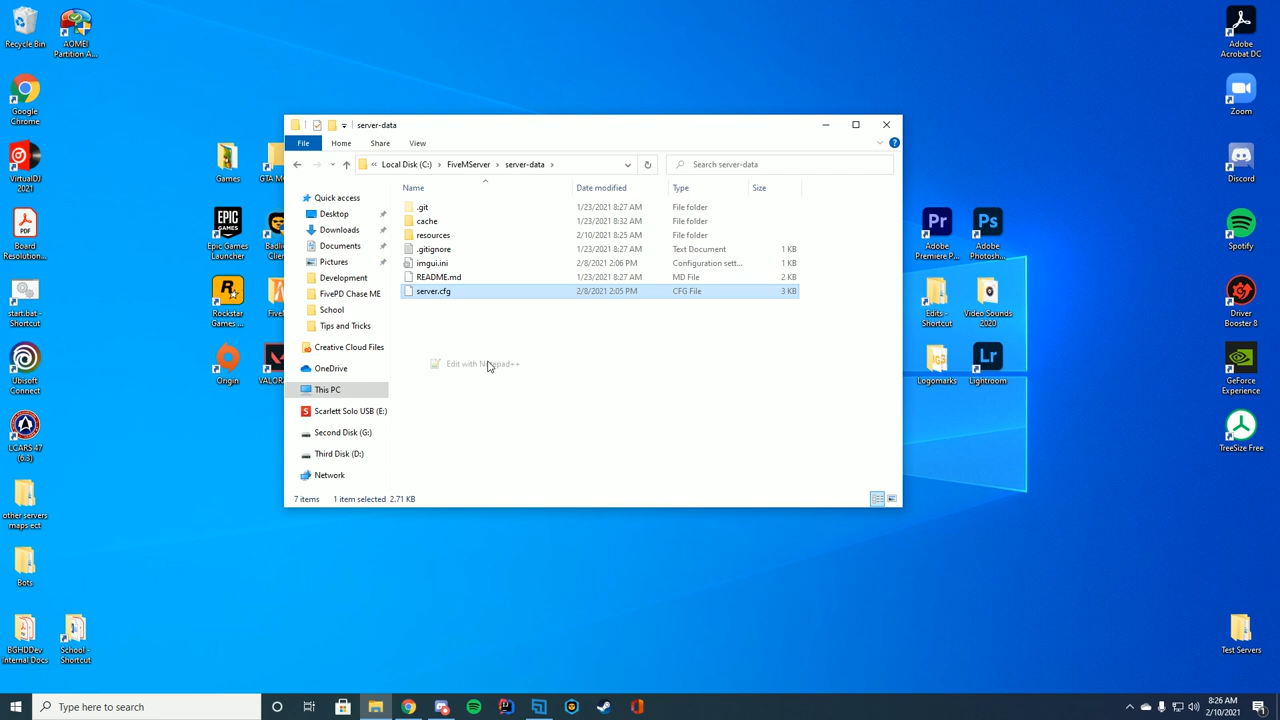 Recycle Bin
AOMEI
Partition A...
Google
Chrome
VirtualDJ
2021
Board
Resolution...
start.bat -
Shortcut
Ubisoft
Connect
LCARS 47
(6.3)
other servers
maps ect
Bots
BGHDDev
Internal Docs
School -
Shortcut
Games
GTA M
Epic Games
Launcher
Badli
Clie
Rockstar
Games ...
Five
Origin
VALOR
server-data
File
Home
Share
View
« Local Disk (C:) > FiveMServer > server-data >
Search server-data
Quick access
Desktop
Downloads
Documents
Pictures
Development
FivePD Chase ME
School
Tips and Tricks
Creative Cloud Files
OneDrive
This PC
Scarlett Solo USB (E:)
Second Disk (G:)
Third Disk (D:)
Network
Name Date modified Type Size
.git 1/23/2021 8:27 AM File folder
cache 1/23/2021 8:32 AM File folder
resources 2/10/2021 8:25 AM File folder
.gitignore 1/23/2021 8:27 AM Text Document 1 KB
imgui.ini 2/8/2021 2:06 PM Configuration sett... 1 KB
README.md 1/23/2021 8:27 AM MD File 2 KB
server.cfg 2/8/2021 2:05 PM CFG File 3 KB
Edit with Notepad++
7 items 1 item selected 2.71 KB
Pr
Adobe
Premiere P...
Ps
Adobe
Photosh...
Edits -
Shortcut
Video Sounds
2020
Logomarks
Lr
Lightroom
Adobe
Acrobat DC
Zoom
Discord
Spotify
Driver
Booster 8
GeForce
Experience
TreeSize Free
Test Servers
Type here to search
8:26 AM
2/10/2021